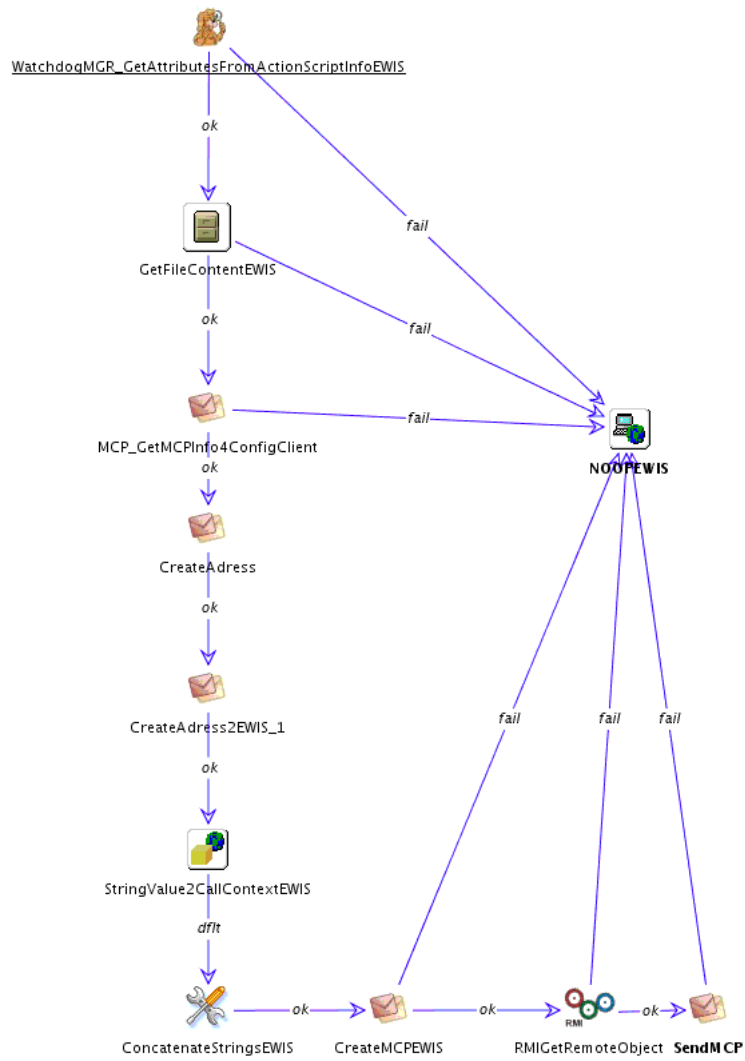 WatchdogMGR_GetAttributesFromActionScriptInfoEWIS
ok
fail
GetFileContentEWIS
ok
fail
MCP_GetMCPInfo4ConfigClient
fail
NOOPEWIS
ok
CreateAdress
ok
CreateAdress2EWIS_1
fail
fail
fail
ok
StringValue2CallContextEWIS
dflt
ok
ok
RMI
ok
ConcatenateStringsEWIS
CreateMCPEWIS
RMIGetRemoteObject
SendMCP